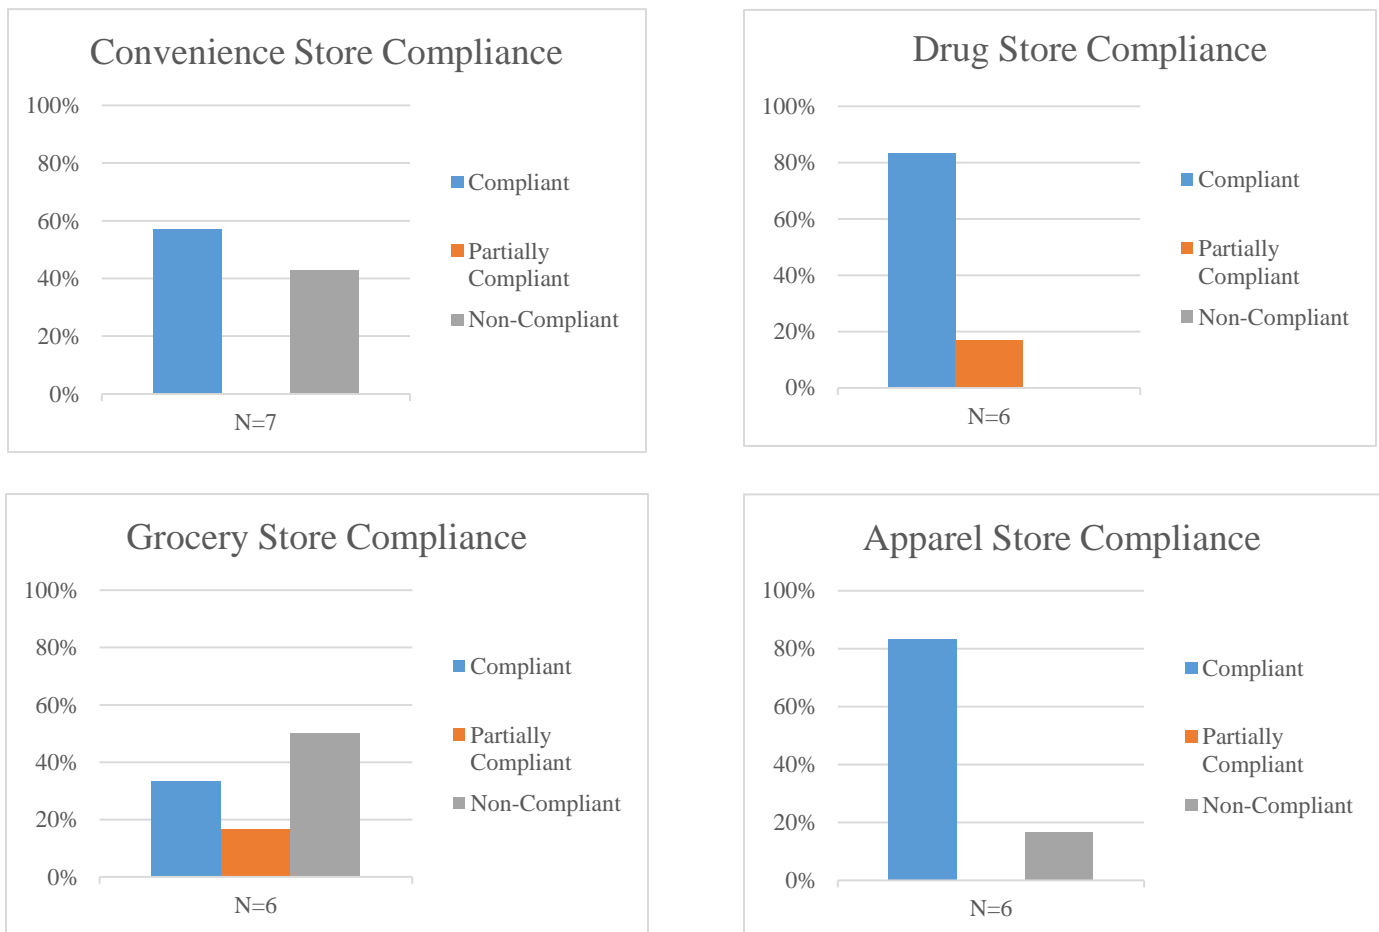 Convenience Store Compliance
100%
80%
60%
40%
20%
0%
N=7
Compliant
Partially
Compliant
Non-Compliant
Drug Store Compliance
100%
80%
60%
40%
20%
0%
N=6
Compliant
Partially
Compliant
Non-Compliant
Grocery Store Compliance
100%
80%
60%
40%
20%
0%
N=6
Compliant
Partially
Compliant
Non-Compliant
Apparel Store Compliance
100%
80%
60%
40%
20%
0%
N=6
Compliant
Partially
Compliant
Non-Compliant